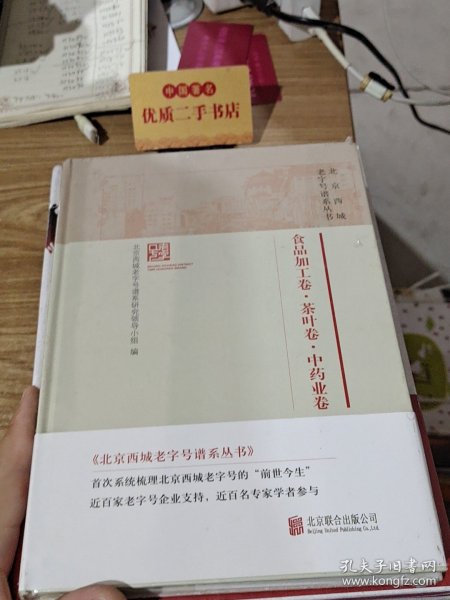 中国著名
优质二手书店
北京西城
老字号谱系丛书
食品加工卷·茶叶卷·中药业卷
北京西城老字号谱系研究领导小组 编
《北京西城老字号谱系丛书》
首次系统梳理北京西城老字号的“前世今生”
近百家老字号企业支持，近百名专家学者参与
北京联合出版公司
Beijing United Publishing Co.,Ltd.
孔夫子旧书网
www.kongfz.com